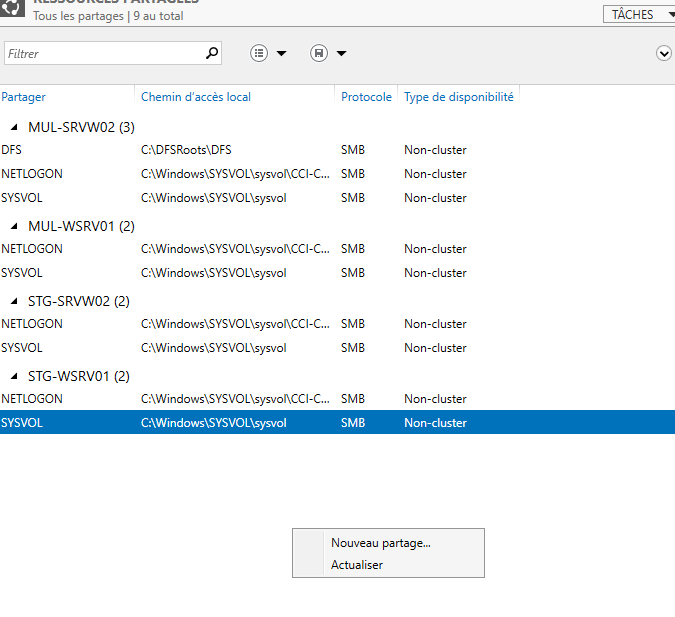 RESSOURCES PARTAGÉES
Tous les partages | 9 au total
TÂCHES
Filtrer
Partager Chemin d'accès local Protocole Type de disponibilité
MUL-SRVW02 (3)
DFS C:\DFSRoots\DFS SMB Non-cluster
NETLOGON C:\Windows\SYSVOL\sysvol\CCI-C... SMB Non-cluster
SYSVOL C:\Windows\SYSVOL\sysvol SMB Non-cluster
MUL-WSRV01 (2)
NETLOGON C:\Windows\SYSVOL\sysvol\CCI-C... SMB Non-cluster
SYSVOL C:\Windows\SYSVOL\sysvol SMB Non-cluster
STG-SRVW02 (2)
NETLOGON C:\Windows\SYSVOL\sysvol\CCI-C... SMB Non-cluster
SYSVOL C:\Windows\SYSVOL\sysvol SMB Non-cluster
STG-WSRV01 (2)
NETLOGON C:\Windows\SYSVOL\sysvol\CCI-C... SMB Non-cluster
SYSVOL C:\Windows\SYSVOL\sysvol SMB Non-cluster
Nouveau partage...
Actualiser